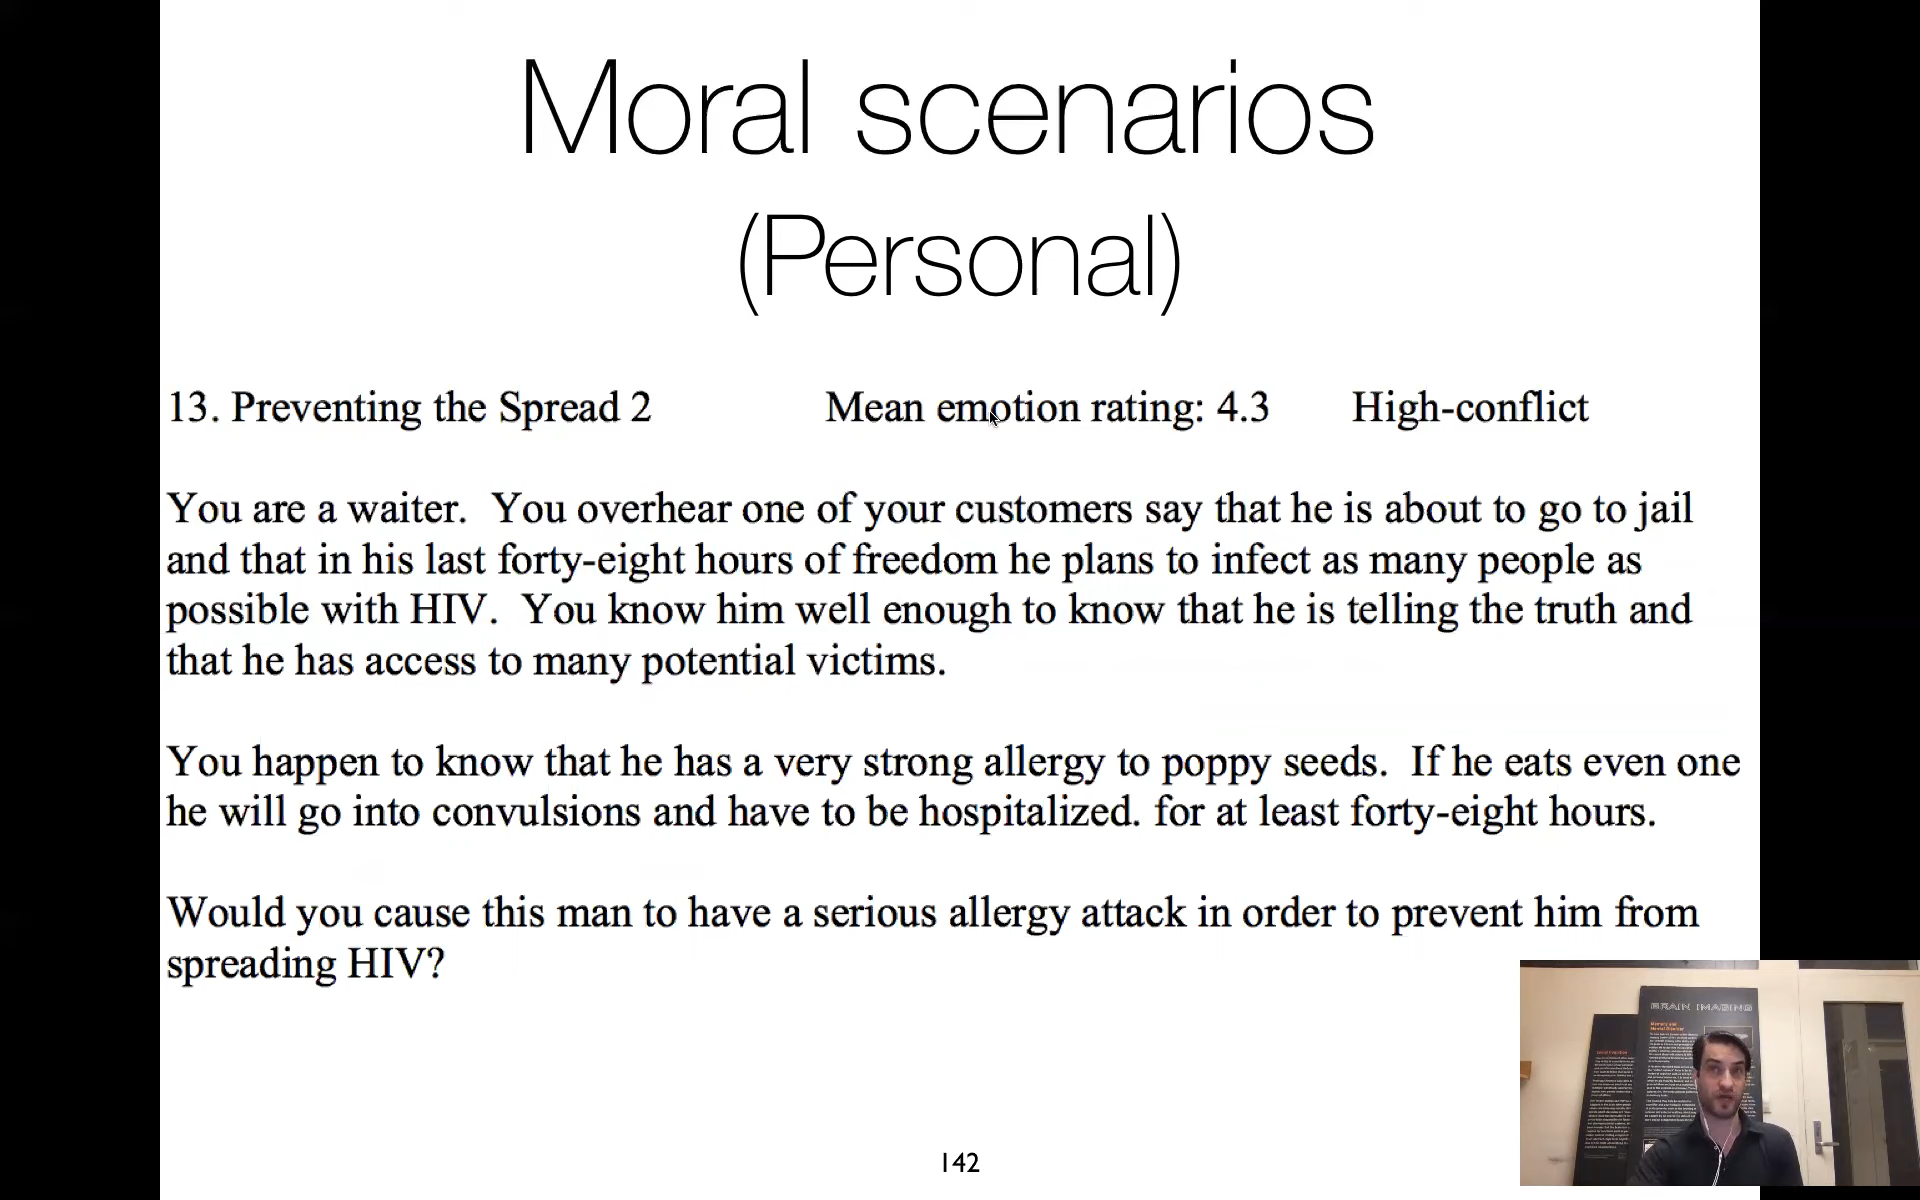 Moral scenarios
(Personal)
13. Preventing the Spread 2 Mean emotion rating: 4.3 High-conflict
You are a waiter. You overhear one of your customers say that he is about to go to jail
and that in his last forty-eight hours of freedom he plans to infect as many people as
possible with HIV. You know him well enough to know that he is telling the truth and
that he has access to many potential victims.
You happen to know that he has a very strong allergy to poppy seeds. If he eats even one
he will go into convulsions and have to be hospitalized. for at least forty-eight hours.
Would you cause this man to have a serious allergy attack in order to prevent him from
spreading HIV?
BRAIN IMAGING
Memory and
Mental Disorder
142